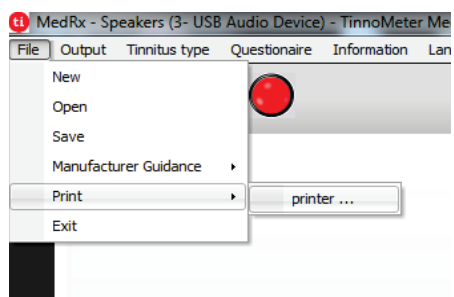 ti MedRx - Speakers (3- USB Audio Device) - TinnoMeter Me
File Output Tinnitus type Questionaire Information Lan
New
Open
Save
Manufacturer Guidance
Print
printer ...
Exit